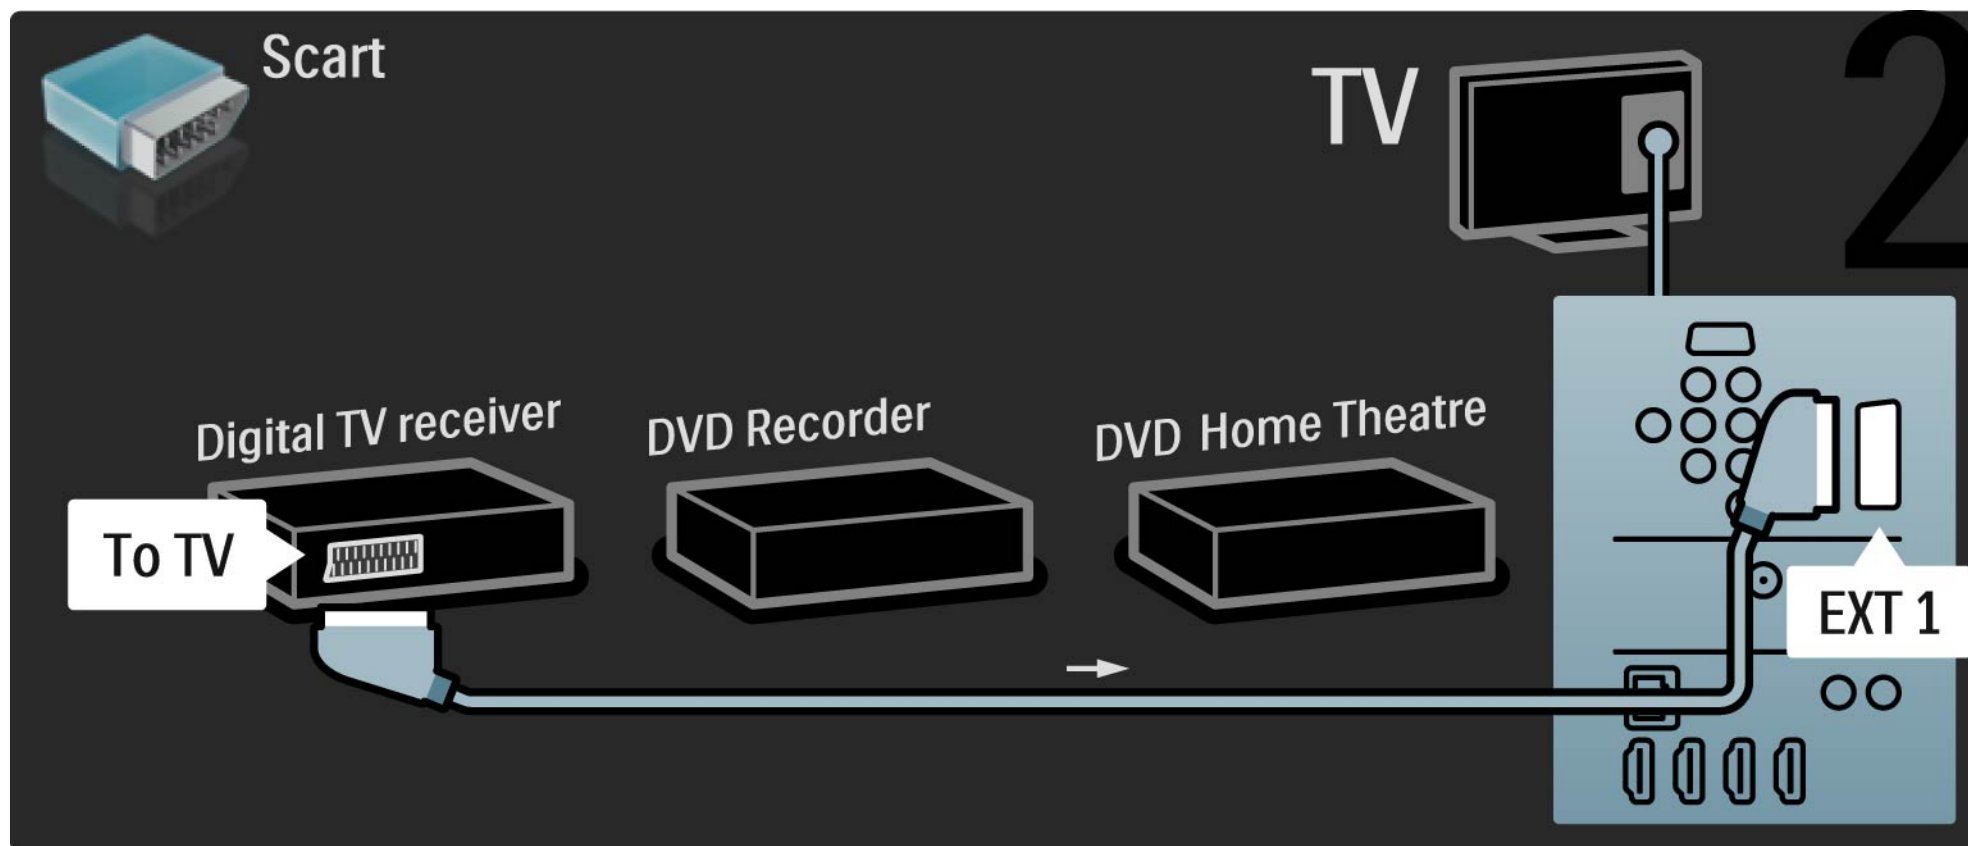 Scart
TV
2
Digital TV receiver
DVD Recorder
DVD Home Theatre
To TV
EXT 1